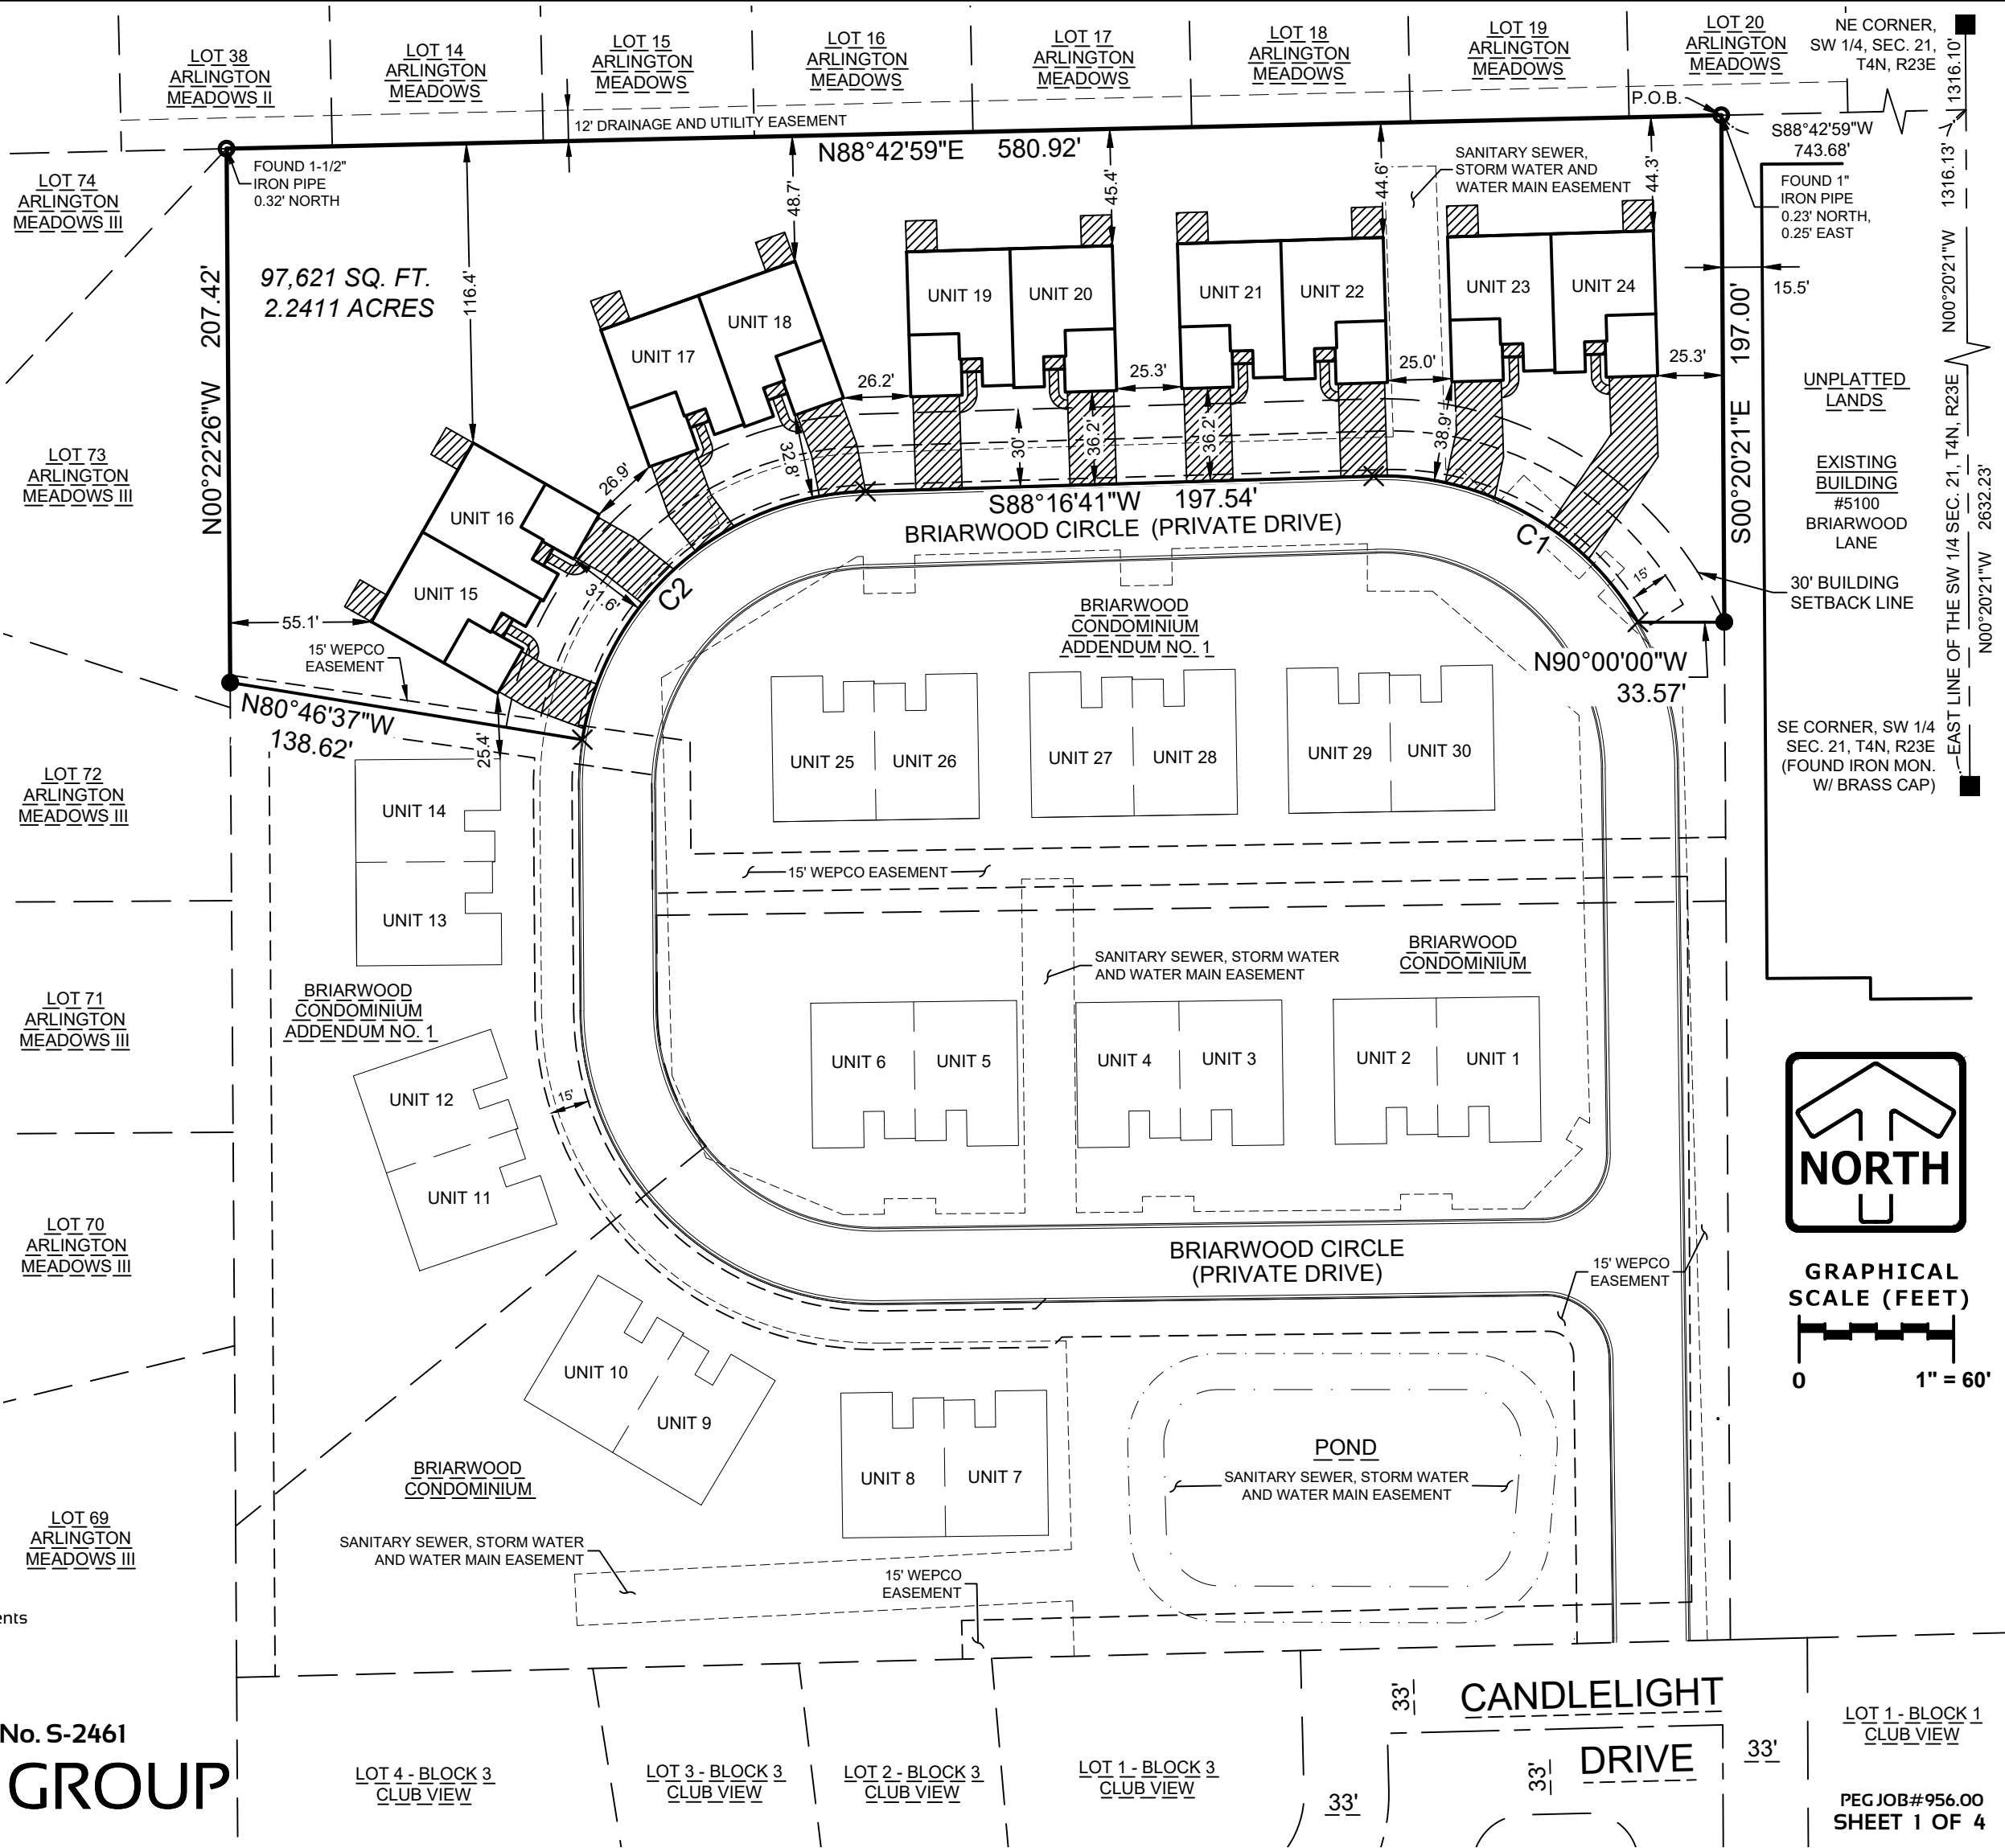 LOT 38
ARLINGTON
MEADOWS II
LOT 14
ARLINGTON
MEADOWS
LOT 15
ARLINGTON
MEADOWS
LOT 16
ARLINGTON
MEADOWS
LOT 17
ARLINGTON
MEADOWS
LOT 18
ARLINGTON
MEADOWS
LOT 19
ARLINGTON
MEADOWS
LOT 20
ARLINGTON
MEADOWS
NE CORNER,
SW 1/4, SEC. 21,
T4N, R23E
1316.10'
P.O.B.
12' DRAINAGE AND UTILITY EASEMENT
N88°42'59"E 580.92'
S88°42'59"W
743.68'
FOUND 1-1/2"
IRON PIPE
0.32' NORTH
FOUND 1"
IRON PIPE
0.23' NORTH,
0.25' EAST
SANITARY SEWER,
STORM WATER AND
WATER MAIN EASEMENT
LOT 74
ARLINGTON
MEADOWS III
N00°22'26"W 207.42'
97,621 SQ. FT.
2.2411 ACRES
116.4'
48.7'
45.4'
44.6'
44.3'
15.5'
N00°20'21"W 1316.13'
S00°20'21"E 197.00'
UNIT 17
UNIT 18
UNIT 19
UNIT 20
UNIT 21
UNIT 22
UNIT 23
UNIT 24
26.2'
25.3'
25.0'
25.3'
32.8'
30'
36.2'
36.2'
38.9'
26.9'
UNPLATTED
LANDS
EXISTING
BUILDING
#5100
BRIARWOOD
LANE
30' BUILDING
SETBACK LINE
EAST LINE OF THE SW 1/4 SEC. 21, T4N, R23E
N00°20'21"W 2632.23'
LOT 73
ARLINGTON
MEADOWS III
UNIT 16
UNIT 15
31.6'
C2
S88°16'41"W 197.54'
BRIARWOOD CIRCLE (PRIVATE DRIVE)
C1
15'
55.1'
15' WEPCO
EASEMENT
N80°46'37"W
138.62'
25.4'
BRIARWOOD
CONDOMINIUM
ADDENDUM NO. 1
N90°00'00"W
33.57'
SE CORNER, SW 1/4
SEC. 21, T4N, R23E
(FOUND IRON MON.
W/ BRASS CAP)
UNIT 25
UNIT 26
UNIT 27
UNIT 28
UNIT 29
UNIT 30
LOT 72
ARLINGTON
MEADOWS III
UNIT 14
UNIT 13
15' WEPCO EASEMENT
SANITARY SEWER, STORM WATER
AND WATER MAIN EASEMENT
BRIARWOOD
CONDOMINIUM
LOT 71
ARLINGTON
MEADOWS III
BRIARWOOD
CONDOMINIUM
ADDENDUM NO. 1
UNIT 6
UNIT 5
UNIT 4
UNIT 3
UNIT 2
UNIT 1
UNIT 12
UNIT 11
15'
NORTH
LOT 70
ARLINGTON
MEADOWS III
BRIARWOOD CIRCLE
(PRIVATE DRIVE)
15' WEPCO
EASEMENT
GRAPHICAL
SCALE (FEET)
0 1" = 60'
UNIT 10
UNIT 9
UNIT 8
UNIT 7
POND
SANITARY SEWER, STORM WATER
AND WATER MAIN EASEMENT
BRIARWOOD
CONDOMINIUM
LOT 69
ARLINGTON
MEADOWS III
SANITARY SEWER, STORM WATER
AND WATER MAIN EASEMENT
15' WEPCO
EASEMENT
ents
No. S-2461
GROUP
LOT 4 - BLOCK 3
CLUB VIEW
LOT 3 - BLOCK 3
CLUB VIEW
LOT 2 - BLOCK 3
CLUB VIEW
LOT 1 - BLOCK 3
CLUB VIEW
33'
33'
CANDLELIGHT
DRIVE
33'
33'
LOT 1 - BLOCK 1
CLUB VIEW
PEG JOB#956.00
SHEET 1 OF 4